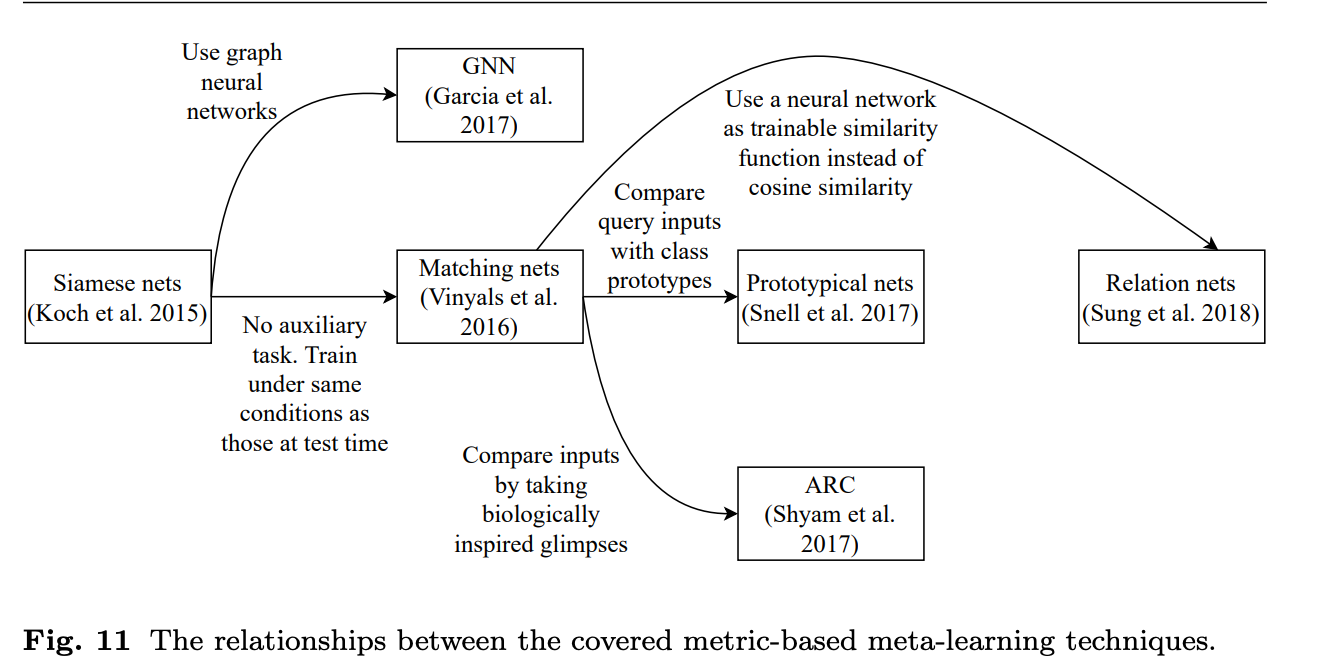 Use graph
neural
networks
GNN
(Garcia et al.
2017)
Use a neural network
as trainable similarity
function instead of
cosine similarity
Compare
query inputs
with class
prototypes
Siamese nets
(Koch et al. 2015)
Matching nets
(Vinyals et al.
2016)
Prototypical nets
(Snell et al. 2017)
Relation nets
(Sung et al. 2018)
No auxiliary
task. Train
under same
conditions as
those at test time
Compare inputs
by taking
biologically
inspired glimpses
ARC
(Shyam et al.
2017)
Fig. 11 The relationships between the covered metric-based meta-learning techniques.